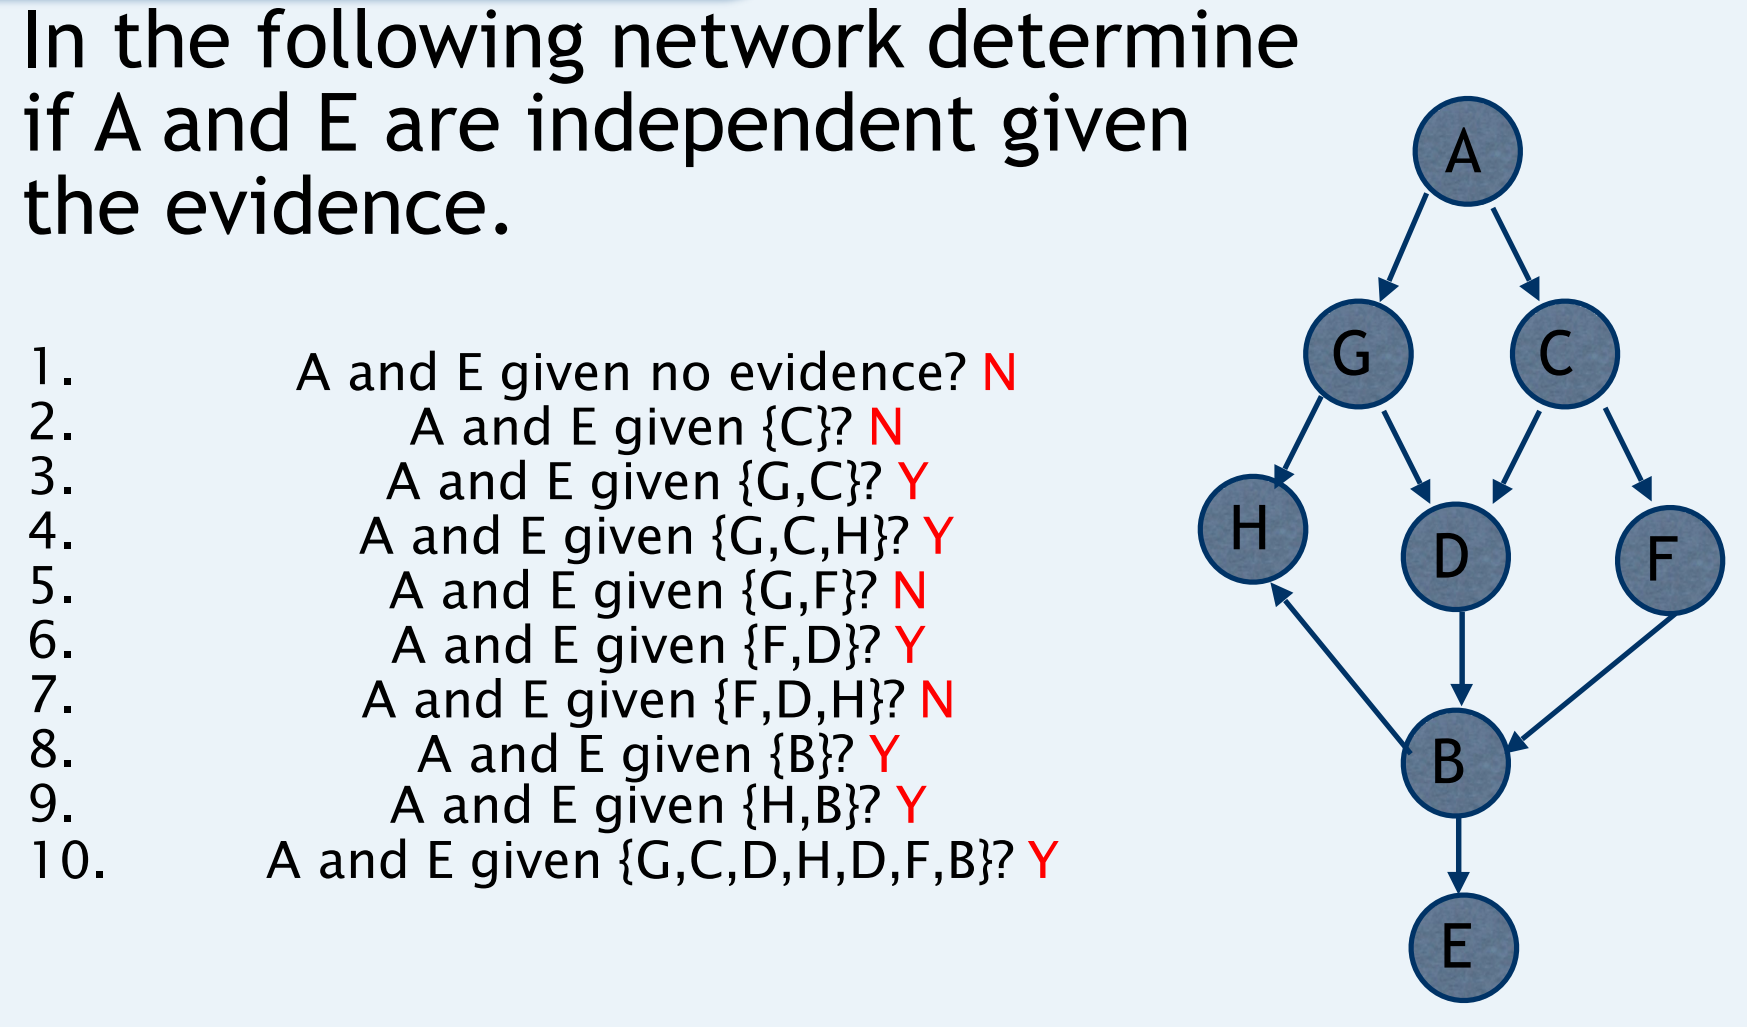 In the following network determine
if A and E are independent given
the evidence.
1. A and E given no evidence? N
2. A and E given {C}? N
3. A and E given {G,C}? Y
4. A and E given {G,C,H}? Y
5. A and E given {G,F}? N
6. A and E given {F,D}? Y
7. A and E given {F,D,H}? N
8. A and E given {B}? Y
9. A and E given {H,B}? Y
10. A and E given {G,C,D,H,D,F,B}? Y
A
G C
H D F
B
E